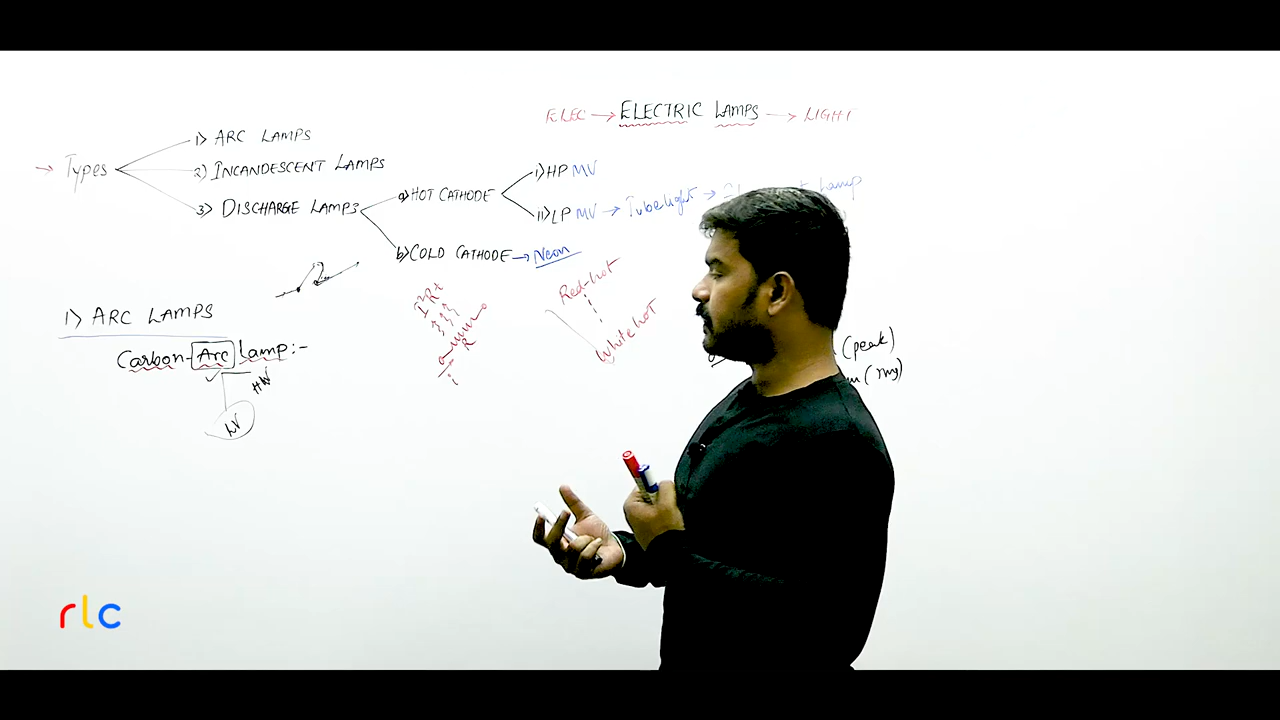 ELEC → ELECTRIC LAMPS → LIGHT
→ Types
1) ARC LAMPS
2) INCANDESCENT LAMPS
3) DISCHARGE LAMPS
a) HOT CATHODE
i) HP MV
ii) LP MV → Tubelight → Lamp
b) COLD CATHODE → Neon
1) ARC LAMPS
Carbon-Arc lamp:-
HV
LV
I²Rt
R
i
Red-hot
White hot
(peak)
(rms)
rlc